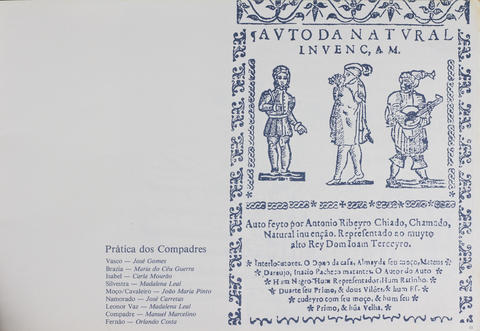 Prática dos Compadres
Vasco — José Gomes
Brazia — Maria do Céu Guerra
Isabel — Carla Mourão
Silvestra — Madalena Leal
Moço/Cavaleiro — João Maria Pinto
Namorado — José Carretas
Leonor Vaz — Madalena Leal
Compadre — Manuel Marcelino
Fernão — Orlando Costa
AVTO DA NATVRAL
INVENÇAM.
Auto feyto por Antonio Ribeyro Chiado, Chamado,
Natural inuenção. Representado no muyto
alto Rey Dom Ioam Terceyro.
Interlocutores. O Dono da casa, Almayda seu moço, Mateus
Daraujo, Inacio Pacheco matantes. O Autor do Auto
Hum Negro Hum Representador. Hum Ratinho.
Duarte seu Primo, & dous Vilões, & hum
cudeyro com seu moço, & hum seu
Primo, & hũa Velha.